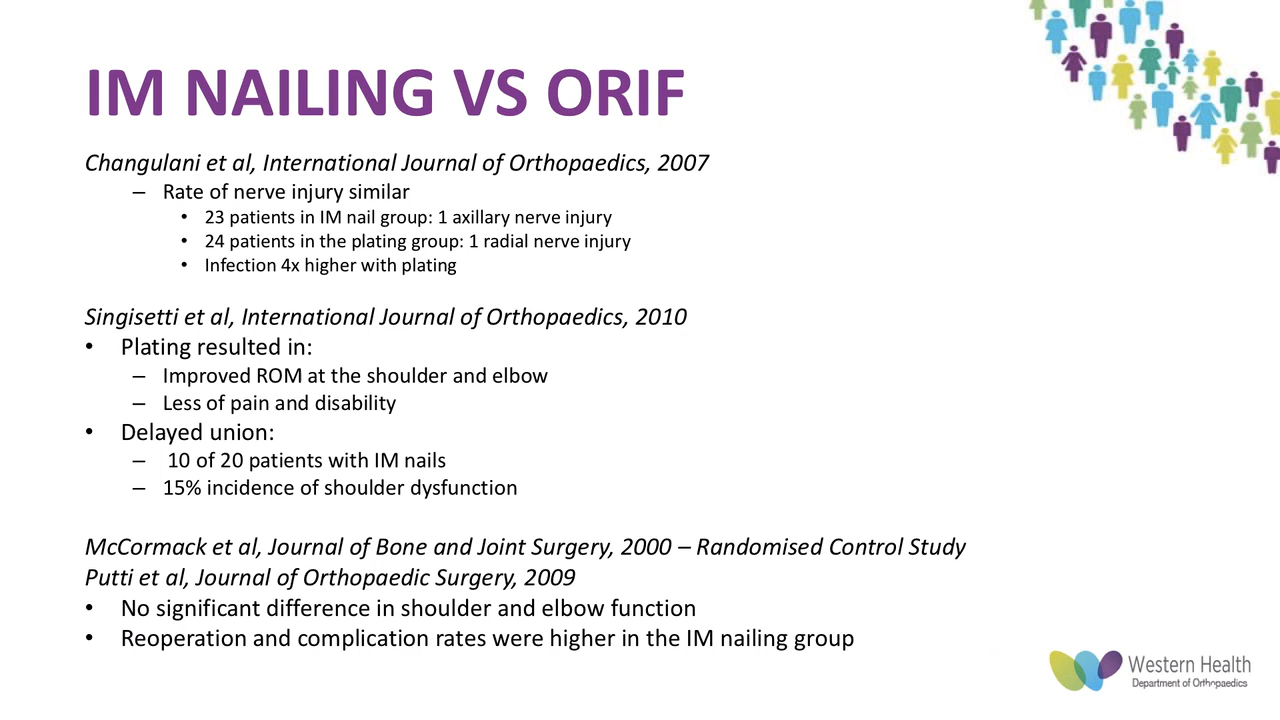 IM NAILING VS ORIF
Changulani et al, International Journal of Orthopaedics, 2007
– Rate of nerve injury similar
• 23 patients in IM nail group: 1 axillary nerve injury
• 24 patients in the plating group: 1 radial nerve injury
• Infection 4x higher with plating
Singisetti et al, International Journal of Orthopaedics, 2010
• Plating resulted in:
– Improved ROM at the shoulder and elbow
– Less of pain and disability
• Delayed union:
– 10 of 20 patients with IM nails
– 15% incidence of shoulder dysfunction
McCormack et al, Journal of Bone and Joint Surgery, 2000 – Randomised Control Study
Putti et al, Journal of Orthopaedic Surgery, 2009
• No significant difference in shoulder and elbow function
• Reoperation and complication rates were higher in the IM nailing group
Western Health
Department of Orthopaedics